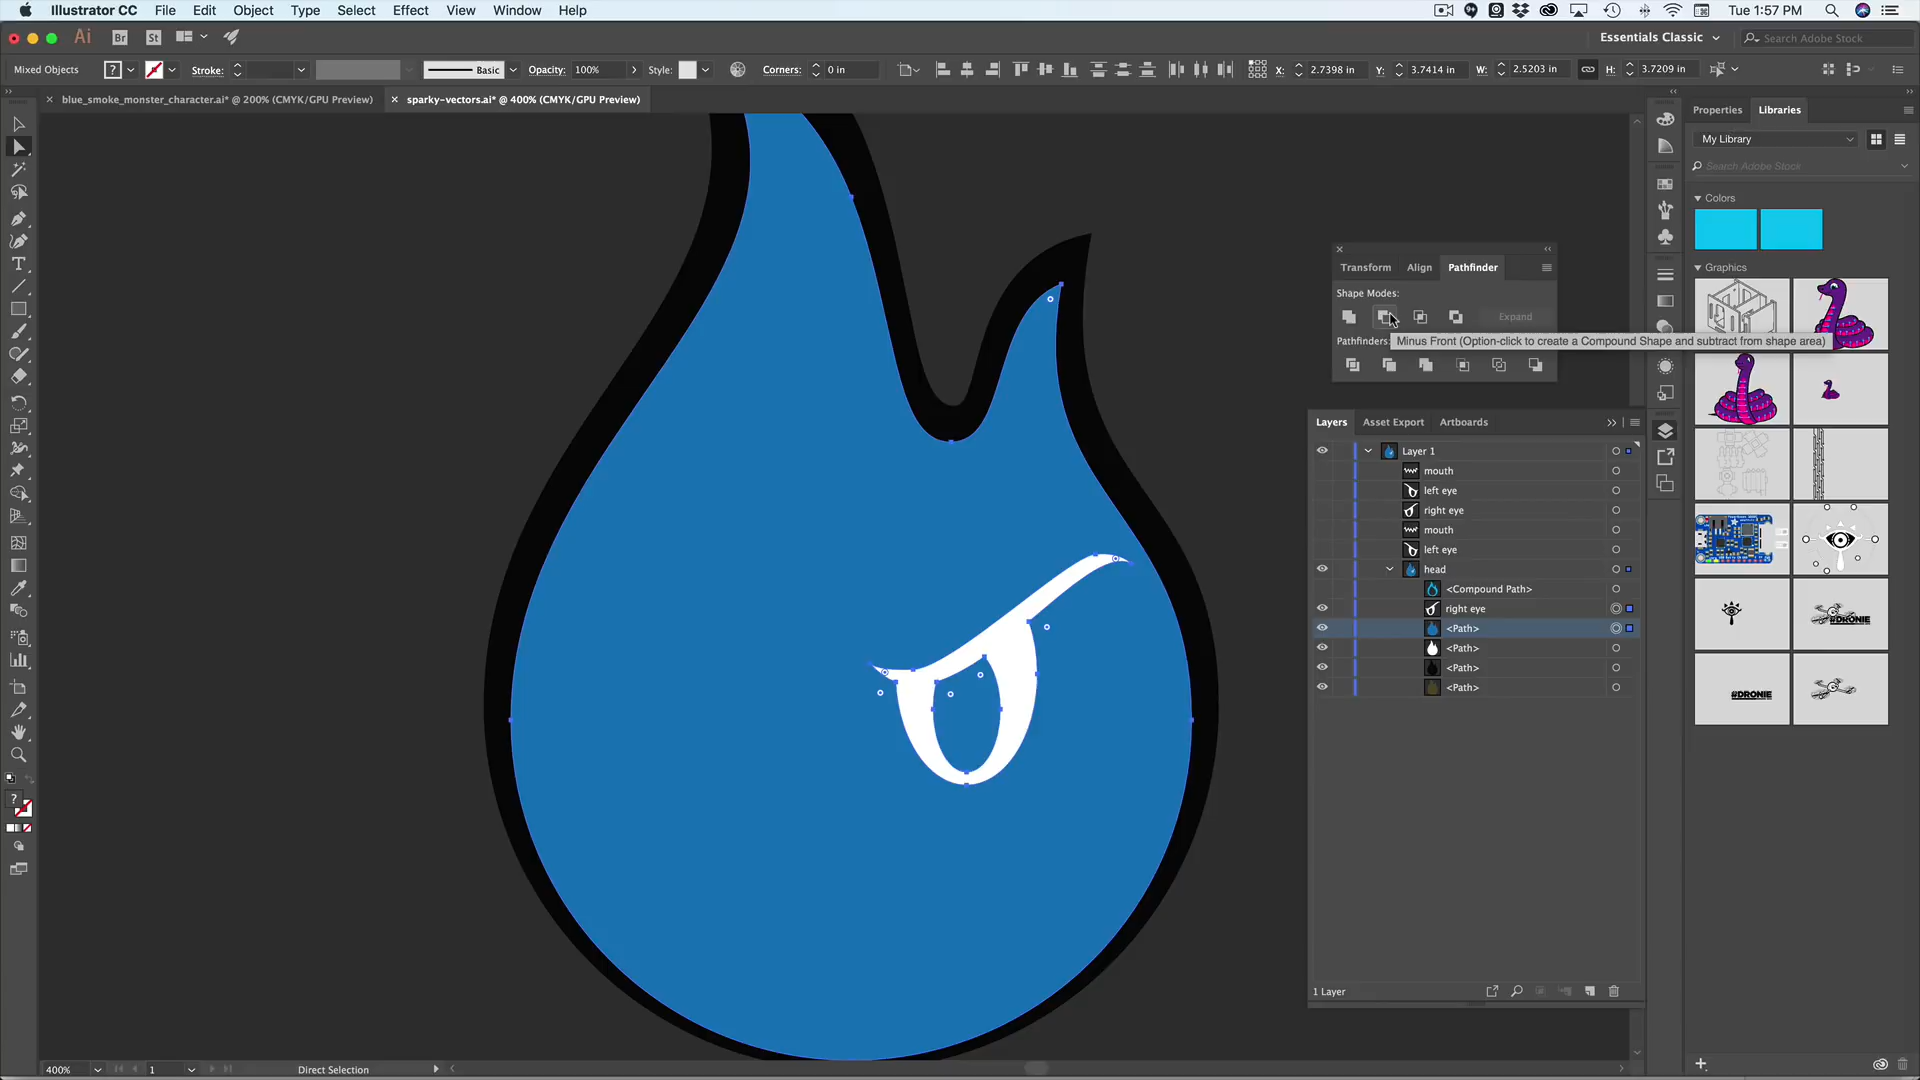 Illustrator CC File Edit Object Type Select Effect View Window Help
Tue 1:57 PM
Ai Br St
Essentials Classic
Search Adobe Stock
Mixed Objects ? Stroke: Basic Opacity: 100% Style: Corners: 0 in X: 2.7398 in Y: 3.7414 in W: 2.5203 in H: 3.7209 in
blue_smoke_monster_character.ai* @ 200% (CMYK/GPU Preview)
sparky-vectors.ai* @ 400% (CMYK/GPU Preview)
Properties Libraries
My Library
Search Adobe Stock
Colors
Graphics
#DRONIE
#DRONIE
Transform Align Pathfinder
Shape Modes:
Expand
Pathfinders:
Minus Front (Option-click to create a Compound Shape and subtract from shape area)
Layers Asset Export Artboards
Layer 1
mouth
left eye
right eye
mouth
left eye
head
<Compound Path>
right eye
<Path>
<Path>
<Path>
<Path>
1 Layer
?
400% 1 Direct Selection